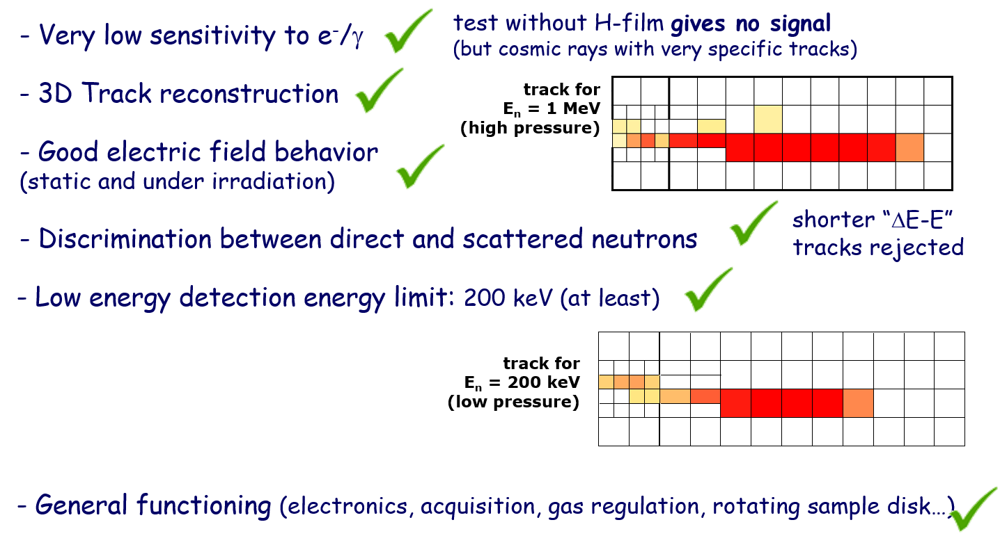 - Very low sensitivity to e⁻/γ
test without H-film gives no signal
(but cosmic rays with very specific tracks)
- 3D Track reconstruction
track for
Eₙ = 1 MeV
(high pressure)
- Good electric field behavior
(static and under irradiation)
- Discrimination between direct and scattered neutrons
shorter “ΔE-E”
tracks rejected
- Low energy detection energy limit: 200 keV (at least)
track for
Eₙ = 200 keV
(low pressure)
- General functioning (electronics, acquisition, gas regulation, rotating sample disk…)